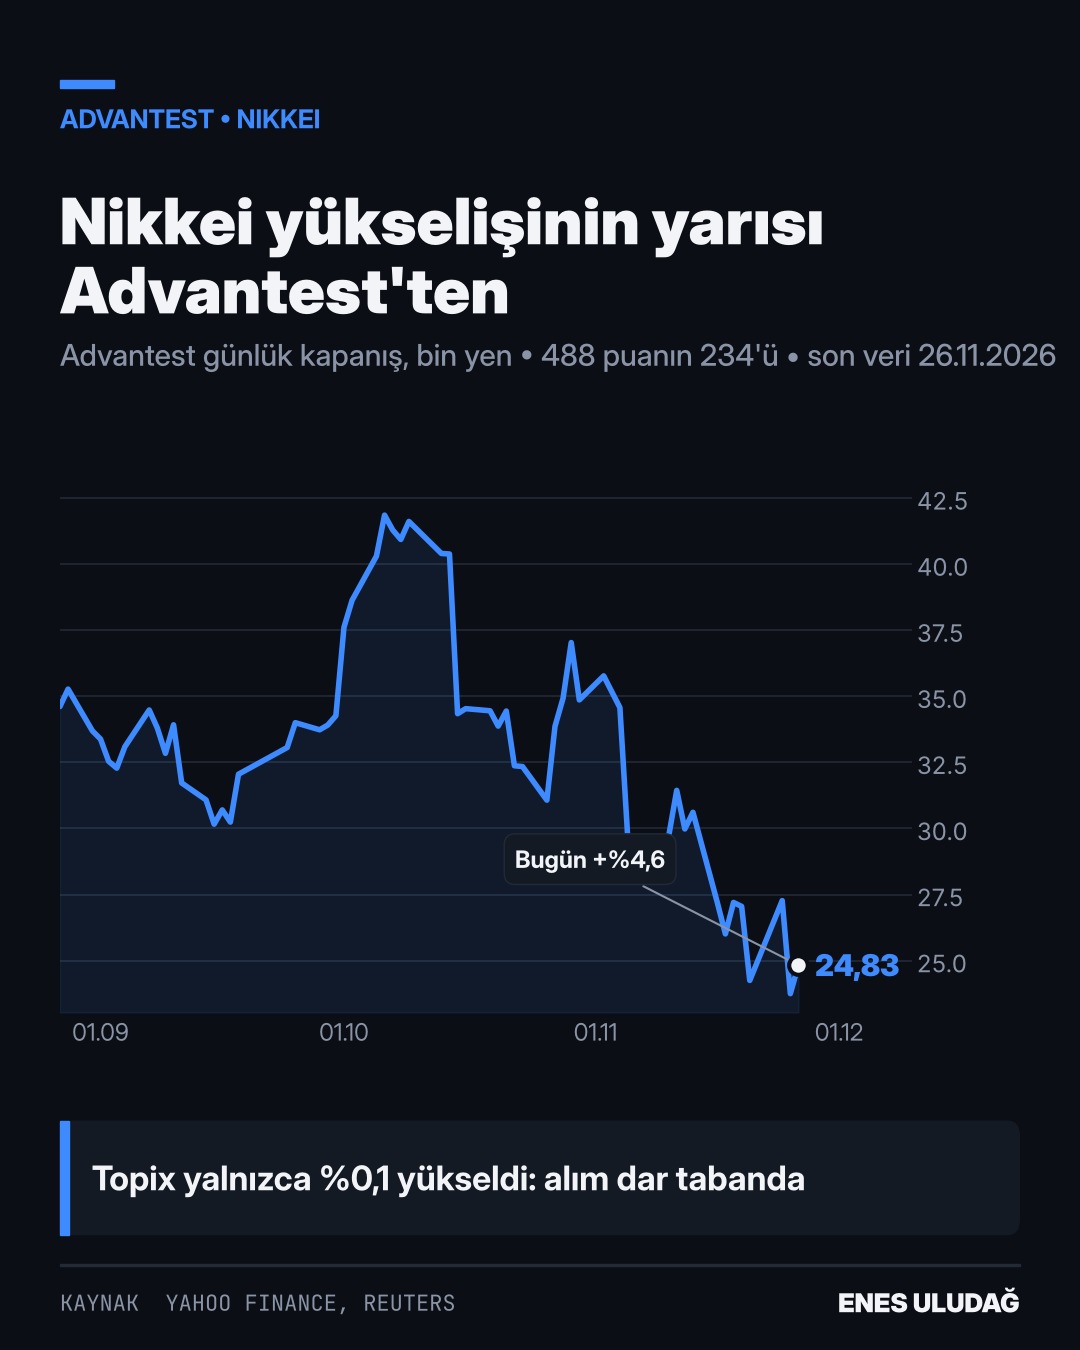 ADVANTEST • NIKKEI
Nikkei yükselişinin yarısı
Advantest'ten
Advantest günlük kapanış, bin yen • 488 puanın 234'ü • son veri 26.11.2026
42.5
40.0
37.5
35.0
32.5
30.0
Bugün +%4,6
27.5
24,83
25.0
01.09 01.10 01.11 01.12
Topix yalnızca %0,1 yükseldi: alım dar tabanda
KAYNAK YAHOO FINANCE, REUTERS
ENES ULUDAĞ